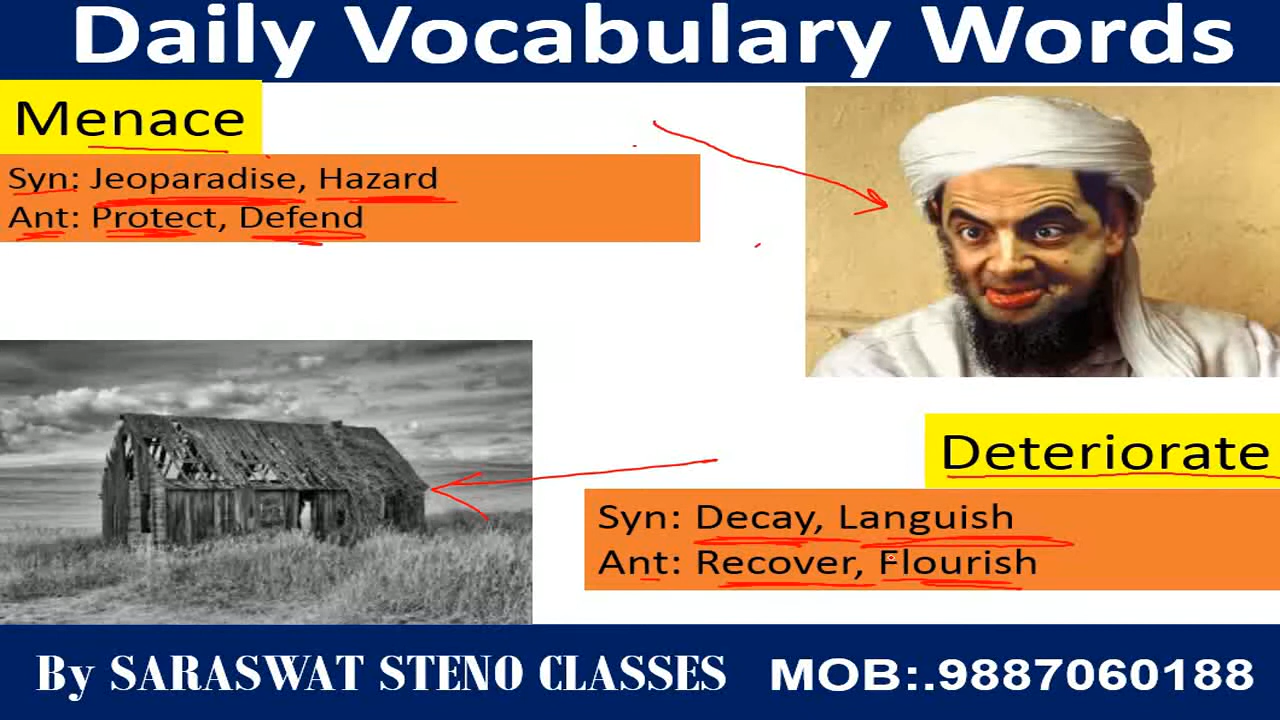 Daily Vocabulary Words
Menace
Syn: Jeoparadise, Hazard
Ant: Protect, Defend
Deteriorate
Syn: Decay, Languish
Ant: Recover, Flourish
By SARASWAT STENO CLASSES MOB:.9887060188